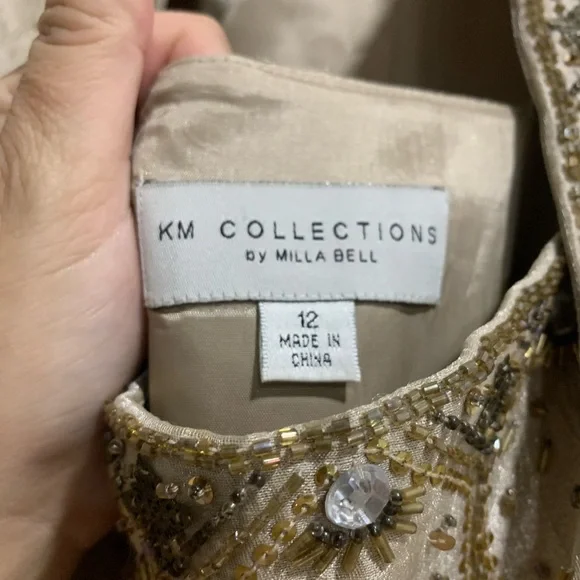 KM COLLECTIONS
by MILLA BELL
12
MADE IN
CHINA